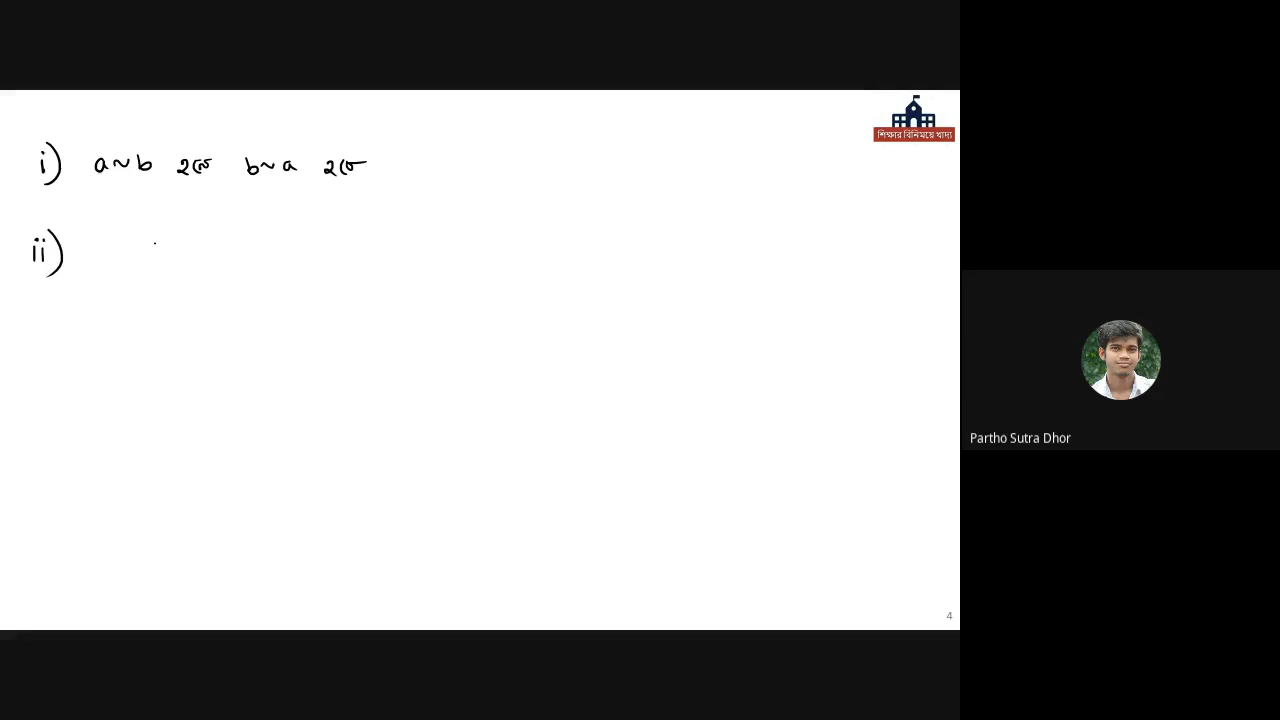 শিক্ষার বিনিময়ে খাদ্য
i) a~b হলে b~a হবে
ii)
Partho Sutra Dhor
4